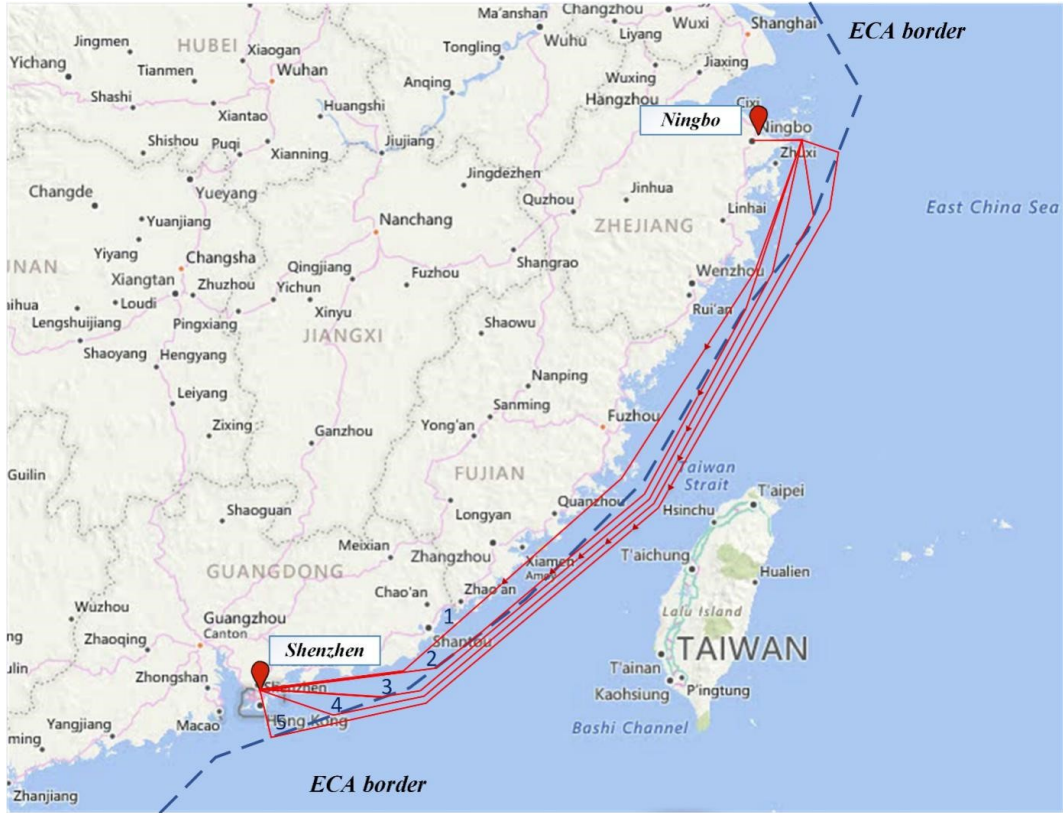 Ma'anshan
Changzhou
Shanghai
ECA border
Jingmen
HUBEI
Xiaogan
Wuhu
Liyang
Wuxi
Tongling
Yichang
Wuhan
Wuxing
Jiaxing
Tianmen
Anqing
Hangzhou
Shashi
Xiantao
Huangshi
Cixi
Ningbo
Ningbo
Shishou
Puqi
Xianning
Jiujiang
Zhuxi
Yueyang
Jingdezhen
Changde
Jinhua
Quzhou
East China Sea
Yuanjiang
Nanchang
ZHEJIANG
Linhai
Yiyang
UNAN
Changsha
Shangrao
Xiangtan
Qingjiang
Fuzhou
Wenzhou
Zhuzhou
Yichun
aihua
Loudi
Xinyu
Rui'an
Lengshuijiang
Pingxiang
JIANGXI
Shaowu
Shaoyang
Hengyang
Nanping
Leiyang
Sanming
Zixing
Yong'an
Fuzhou
Ganzhou
Guilin
FUJIAN
Taiwan
Strait
T'aipei
Quanzhou
Hsinchu
Shaoguan
Longyan
Meixian
Zhangzhou
Xiamen
Amoy
T'aichung
GUANGDONG
Hualien
Chao'an
Zhao'an
Wuzhou
Lalu Island
Guangzhou
Canton
1
ng
Zhaoqing
Shantou
TAIWAN
Shenzhen
2
ulin
T'ainan
Zhongshan
Shenzhen
3
Kaohsiung
P'ingtung
4
Macao
Hong Kong
5
Yangjiang
Bashi Channel
ming
ECA border
Zhanjiang